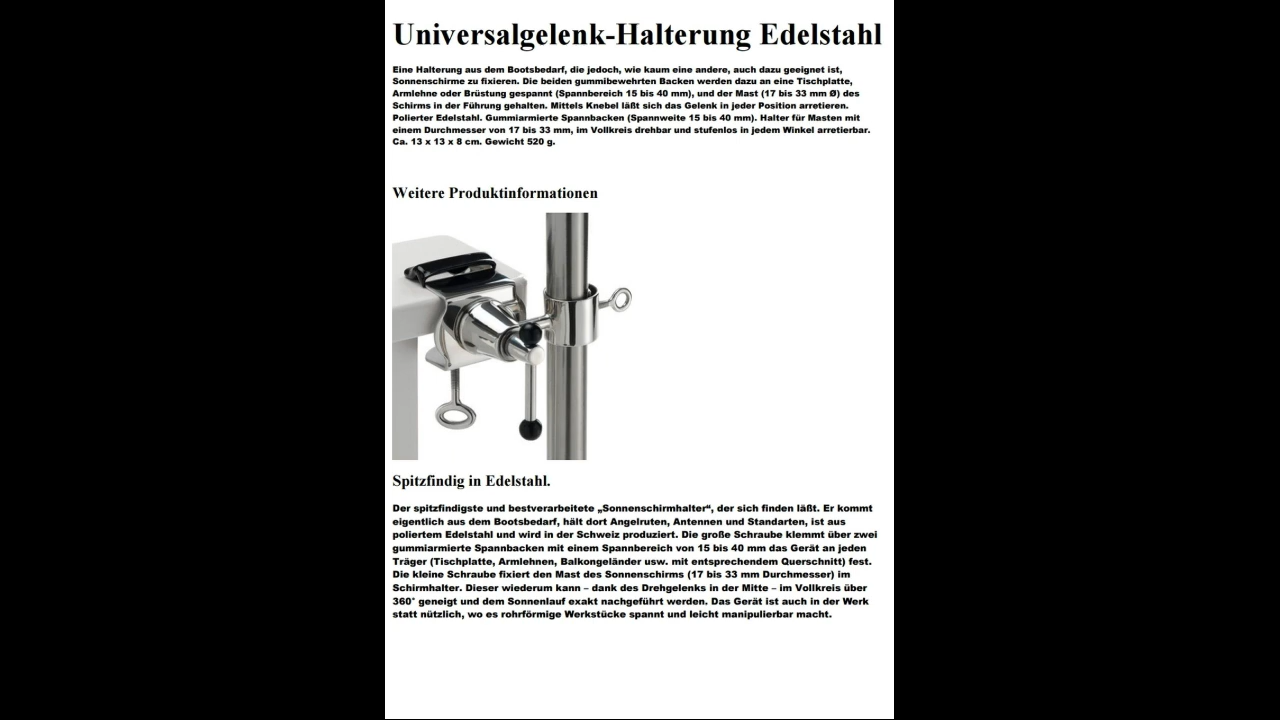 Universalgelenk-Halterung Edelstahl
Eine Halterung aus dem Bootsbedarf, die jedoch, wie kaum eine andere, auch dazu geeignet ist,
Sonnenschirme zu fixieren. Die beiden gummibewehrten Backen werden dazu an eine Tischplatte,
Armlehne oder Brüstung gespannt (Spannbereich 15 bis 40 mm), und der Mast (17 bis 33 mm Ø) des
Schirms in der Führung gehalten. Mittels Knebel läßt sich das Gelenk in jeder Position arretieren.
Polierter Edelstahl. Gummiarmierte Spannbacken (Spannweite 15 bis 40 mm). Halter für Masten mit
einem Durchmesser von 17 bis 33 mm, im Vollkreis drehbar und stufenlos in jedem Winkel arretierbar.
Ca. 13 x 13 x 8 cm. Gewicht 520 g.
Weitere Produktinformationen
Spitzfindig in Edelstahl.
Der spitzfindigste und bestverarbeitete „Sonnenschirmhalter“, der sich finden läßt. Er kommt
eigentlich aus dem Bootsbedarf, hält dort Angelruten, Antennen und Standarten, ist aus
poliertem Edelstahl und wird in der Schweiz produziert. Die große Schraube klemmt über zwei
gummiarmierte Spannbacken mit einem Spannbereich von 15 bis 40 mm das Gerät an jeden
Träger (Tischplatte, Armlehnen, Balkongeländer usw. mit entsprechendem Querschnitt) fest.
Die kleine Schraube fixiert den Mast des Sonnenschirms (17 bis 33 mm Durchmesser) im
Schirmhalter. Dieser wiederum kann – dank des Drehgelenks in der Mitte – im Vollkreis über
360° geneigt und dem Sonnenlauf exakt nachgeführt werden. Das Gerät ist auch in der Werk
statt nützlich, wo es rohrförmige Werkstücke spannt und leicht manipulierbar macht.